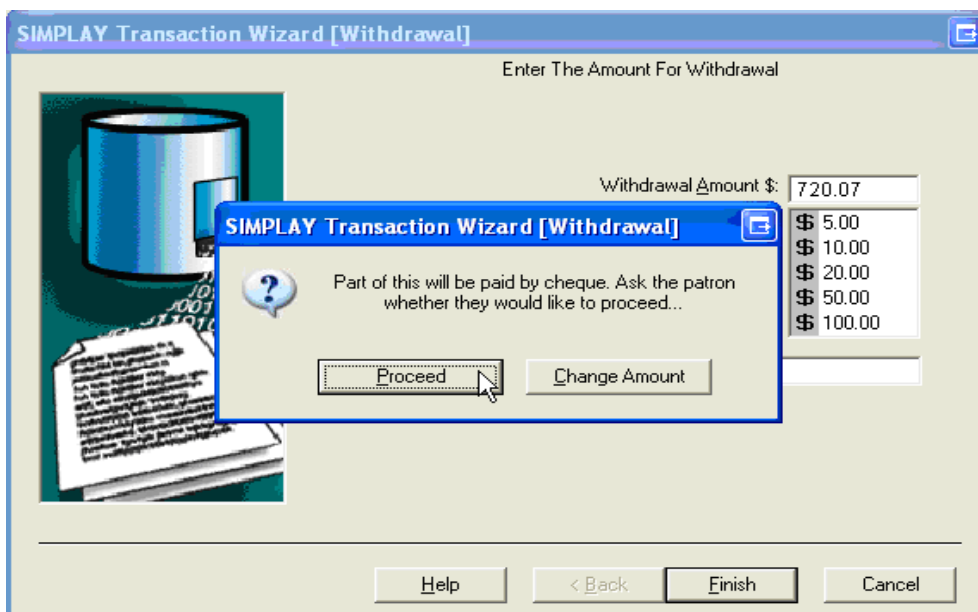 SIMPLAY Transaction Wizard [Withdrawal]
Enter The Amount For Withdrawal
Withdrawal Amount $:
720.07
$ 5.00
$ 10.00
$ 20.00
$ 50.00
$ 100.00
SIMPLAY Transaction Wizard [Withdrawal]
Part of this will be paid by cheque. Ask the patron
whether they would like to proceed...
Proceed
Change Amount
Help
< Back
Finish
Cancel